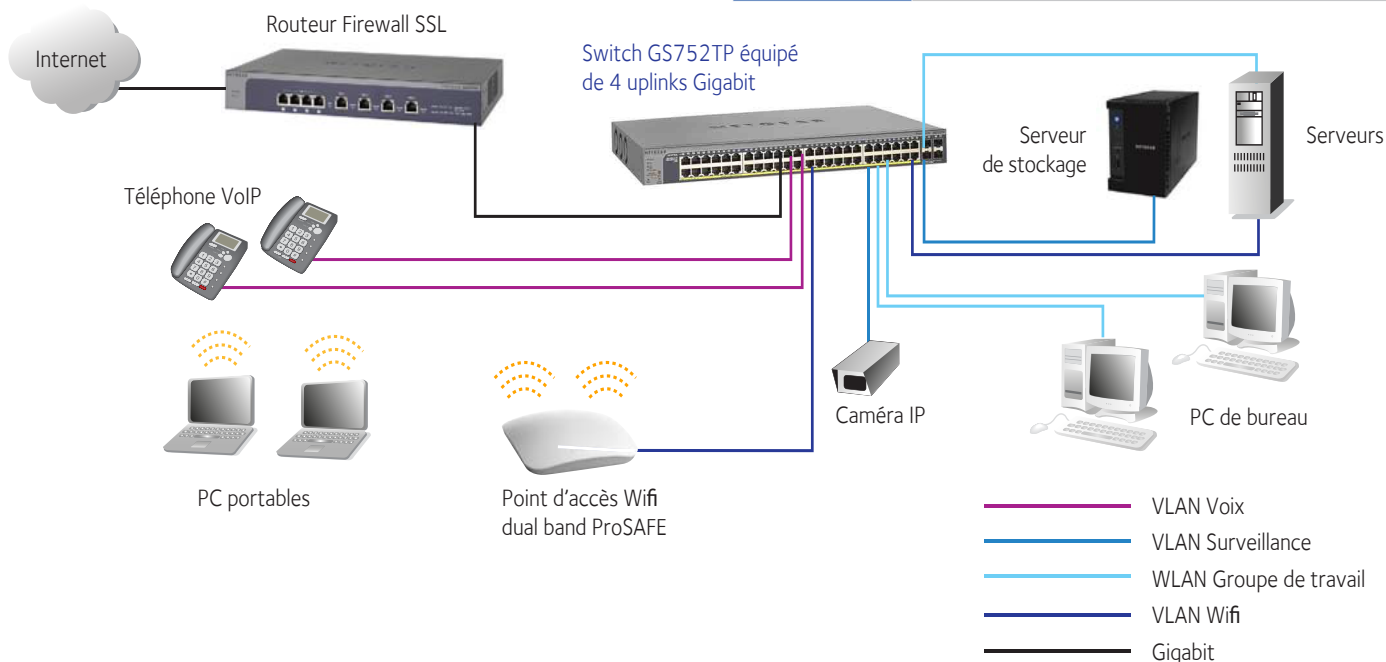 Routeur Firewall SSL
Internet
Switch GS752TP équipé
de 4 uplinks Gigabit
NETGEAR
Serveur
de stockage
Serveurs
Téléphone VoIP
Caméra IP
PC de bureau
PC portables
Point d'accès Wifi
dual band ProSAFE
VLAN Voix
VLAN Surveillance
WLAN Groupe de travail
VLAN Wifi
Gigabit